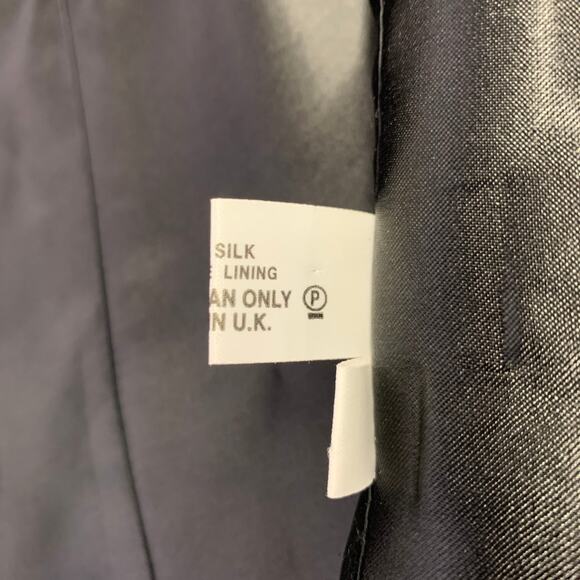 SILK
LINING
AN ONLY Ⓟ
N U.K.